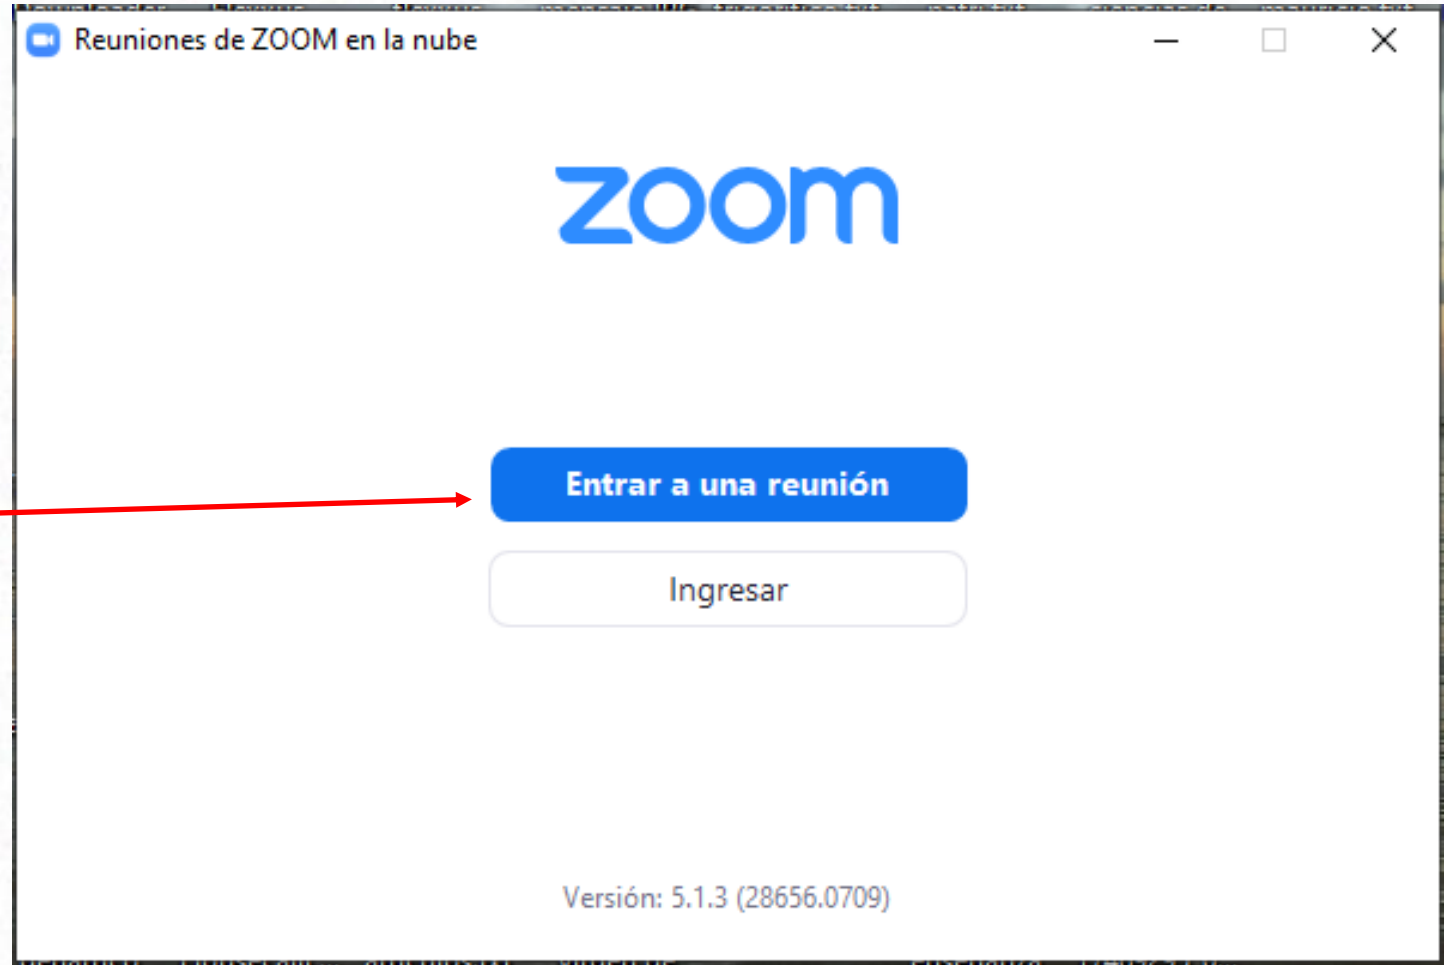 Reuniones de ZOOM en la nube
zoom
Entrar a una reunión
Ingresar
Versión: 5.1.3 (28656.0709)